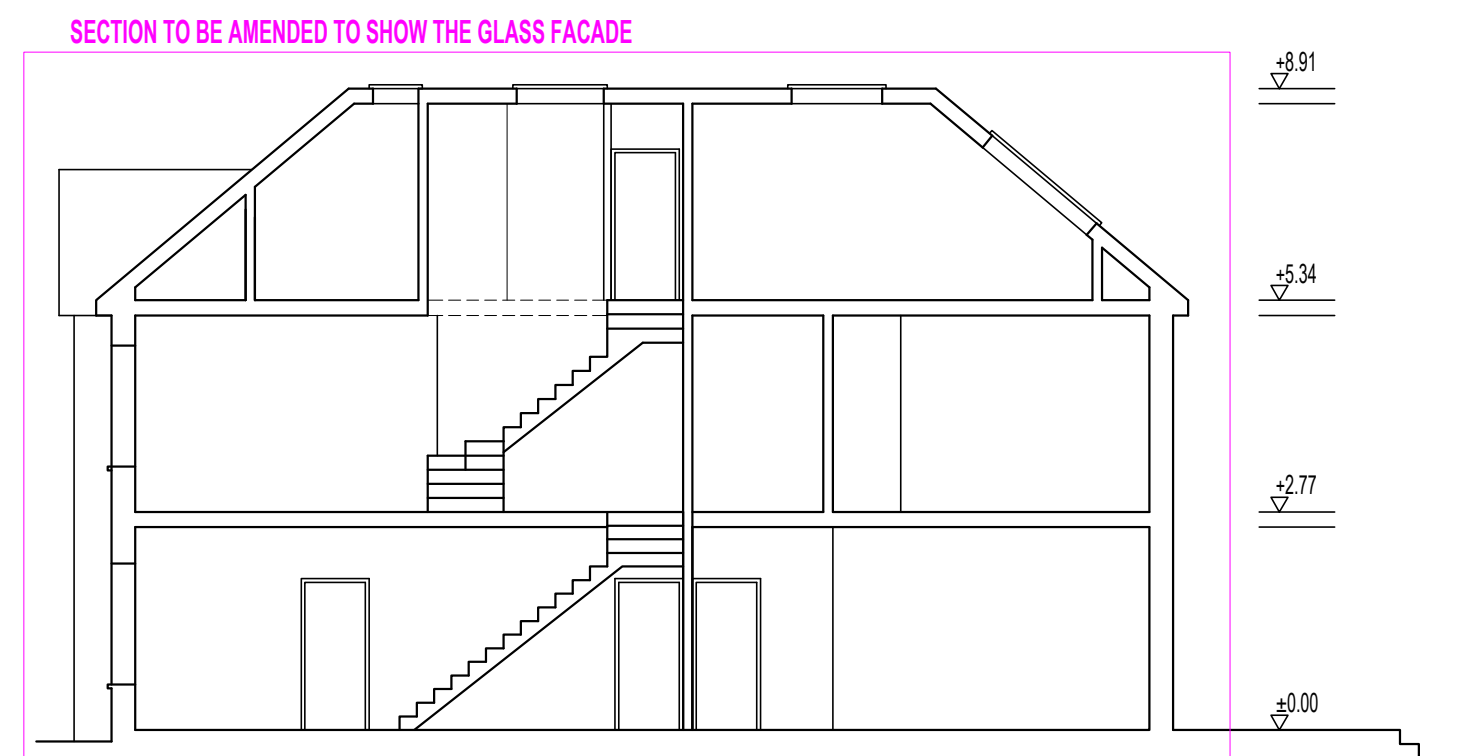 SECTION TO BE AMENDED TO SHOW THE GLASS FACADE
+8.91
+5.34
+2.77
±0.00